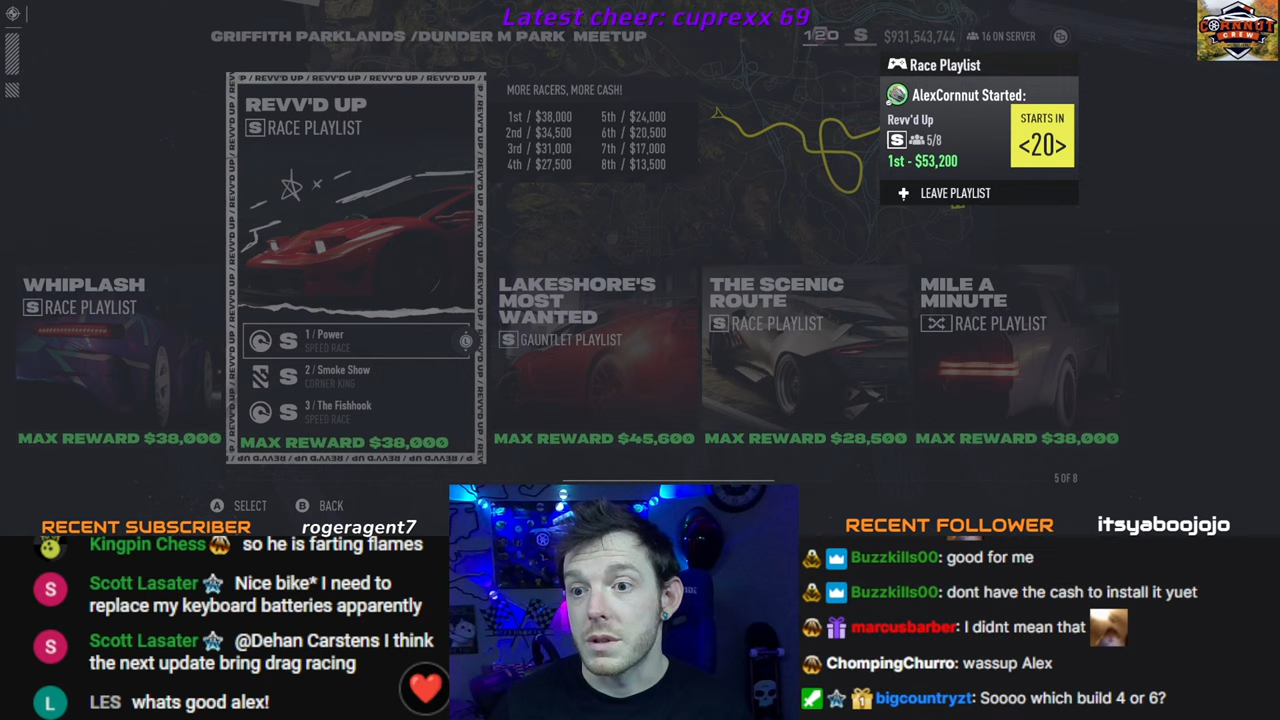 Latest cheer: cuprexx 69
GRIFFITH PARKLANDS /DUNDER M PARK MEETUP
120 S $931,543,744 16 ON SERVER
CORNNUT
CREW
REVV'D UP
S RACE PLAYLIST
MORE RACERS, MORE CASH!
1st / $38,000 5th / $24,000
2nd / $34,500 6th / $20,500
3rd / $31,000 7th / $17,000
4th / $27,500 8th / $13,500
Race Playlist
AlexCornnut Started:
Revv'd Up
S 5/8
1st - $53,200
STARTS IN
<20>
LEAVE PLAYLIST
WHIPLASH
S RACE PLAYLIST
MAX REWARD $38,000
S 1 / Power
SPEED RACE
S 2 / Smoke Show
CORNER KING
S 3 / The Fishhook
SPEED RACE
MAX REWARD $38,000
LAKESHORE'S
MOST
WANTED
S GAUNTLET PLAYLIST
MAX REWARD $45,600
THE SCENIC
ROUTE
S RACE PLAYLIST
MAX REWARD $28,500
MILE A
MINUTE
RACE PLAYLIST
MAX REWARD $38,000
5 OF 8
A SELECT B BACK
RECENT SUBSCRIBER rogeragent7
RECENT FOLLOWER itsyaboojojo
Kingpin Chess so he is farting flames
S Scott Lasater Nice bike* I need to
replace my keyboard batteries apparently
S Scott Lasater @Dehan Carstens I think
the next update bring drag racing
L LES whats good alex!
Buzzkills00: good for me
Buzzkills00: dont have the cash to install it yuet
marcusbarber: I didnt mean that
ChompingChurro: wassup Alex
bigcountryzt: Soooo which build 4 or 6?